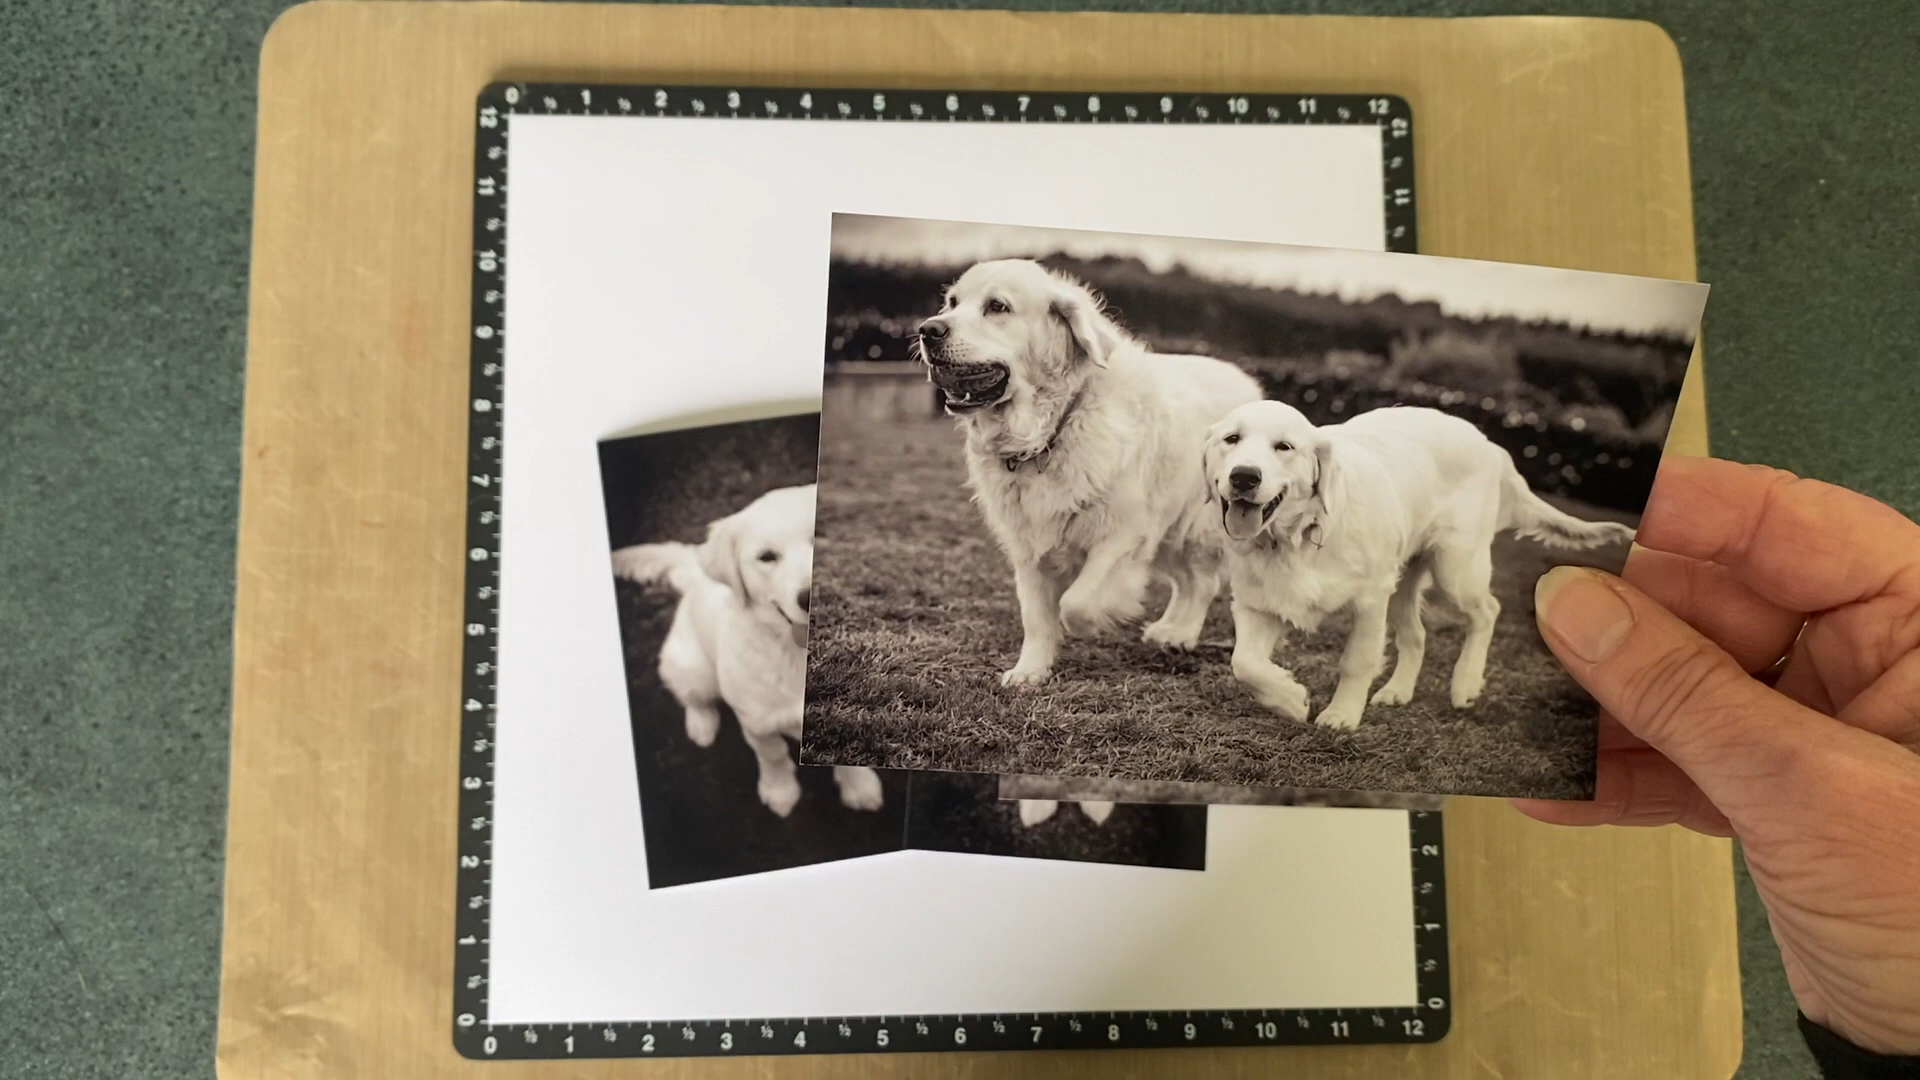 0 ½ 1 ½ 2 ½ 3 ½ 4 ½ 5 ½ 6 ½ 7 ½ 8 ½ 9 ½ 10 ½ 11 ½ 12
12 ½ 11 ½ 10 ½ 9 ½ 8 ½ 7 ½ 6 ½ 5 ½ 4 ½ 3 ½ 2 ½ 1 ½ 0
12 ½ 11 ½
2 ½ 1 ½ 0
0 ½ 1 ½ 2 ½ 3 ½ 4 ½ 5 ½ 6 ½ 7 ½ 8 ½ 9 ½ 10 ½ 11 ½ 12